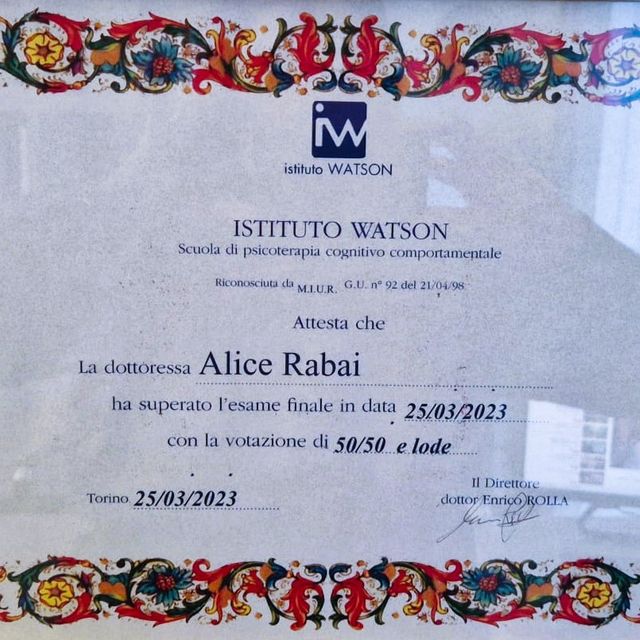 iw
istituto WATSON
ISTITUTO WATSON
Scuola di psicoterapia cognitivo comportamentale
Riconosciuta da M.I.U.R. G.U. n° 92 del 21/04/98
Attesta che
La dottoressa Alice Rabai
ha superato l'esame finale in data 25/03/2023
con la votazione di 50/50 e lode
Il Direttore
Torino 25/03/2023
dottor Enrico ROLLA